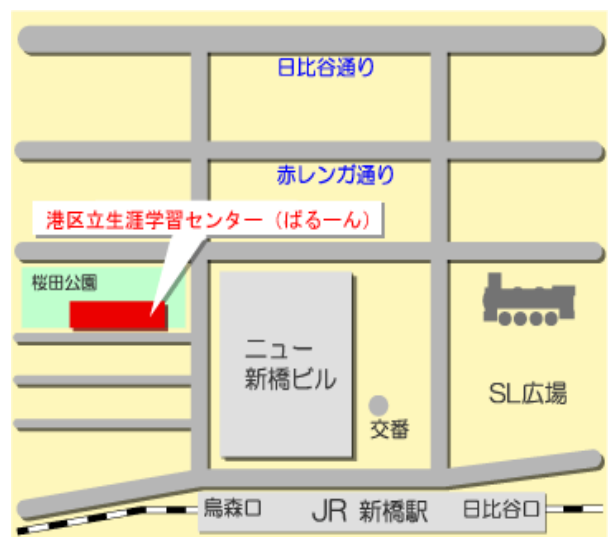 日比谷通り
赤レンガ通り
港区立生涯学習センター（ばるーん）
桜田公園
ニュー
新橋ビル
SL広場
交番
烏森口
JR 新橋駅
日比谷口